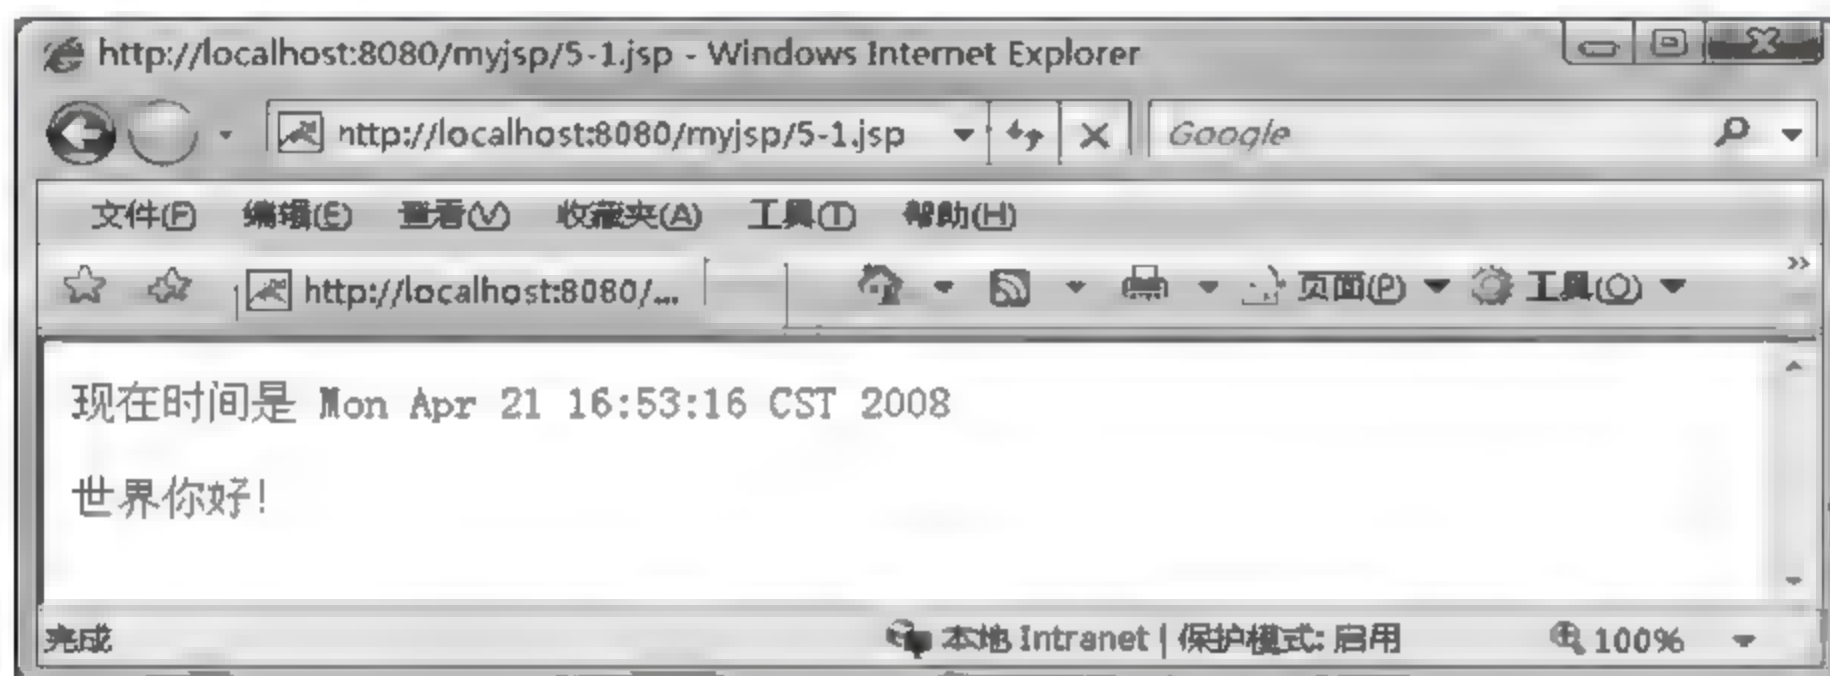 http://localhost:8080/myjsp/5-1.jsp - Windows Internet Explorer
http://localhost:8080/myjsp/5-1.jsp Google
文件(F) 编辑(E) 查看(V) 收藏夹(A) 工具(T) 帮助(H)
http://localhost:8080/... 页面(P) 工具(O) »
现在时间是 Mon Apr 21 16:53:16 CST 2008
世界你好!
完成 本地 Intranet | 保护模式: 启用 100%